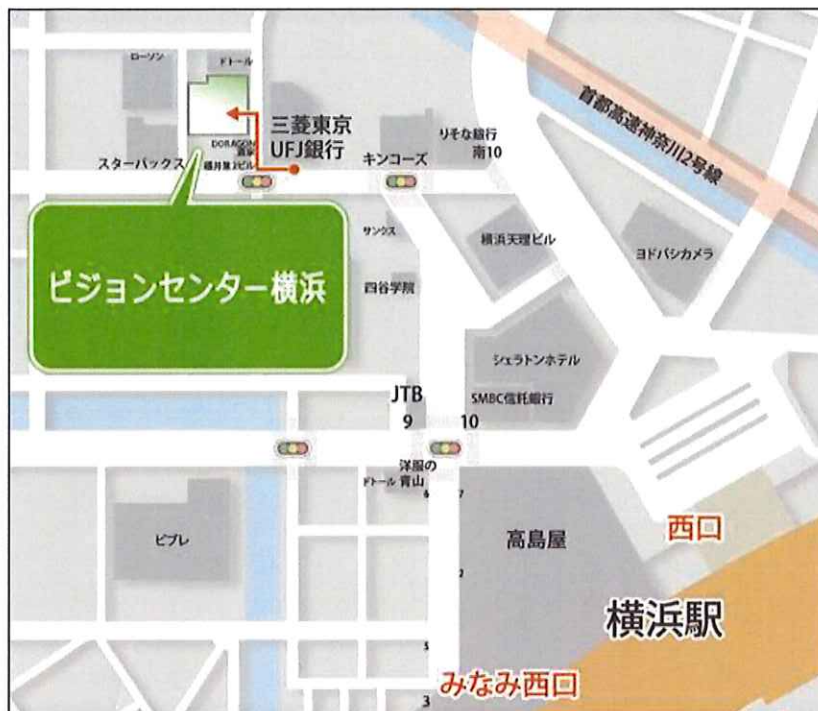 ローソン
ドトール
三菱東京
UFJ銀行
DORAGON
スターバックス
キンコーズ
りそな銀行
南10
首都高速神奈川2号線
ビジョンセンター横浜
サンクス
横浜天理ビル
ヨドバシカメラ
四谷学院
シェラトンホテル
JTB
SMBC信託銀行
9
10
洋服の
青山
ドトール
6
7
ビブレ
高島屋
西口
2
横浜駅
5
みなみ西口
3